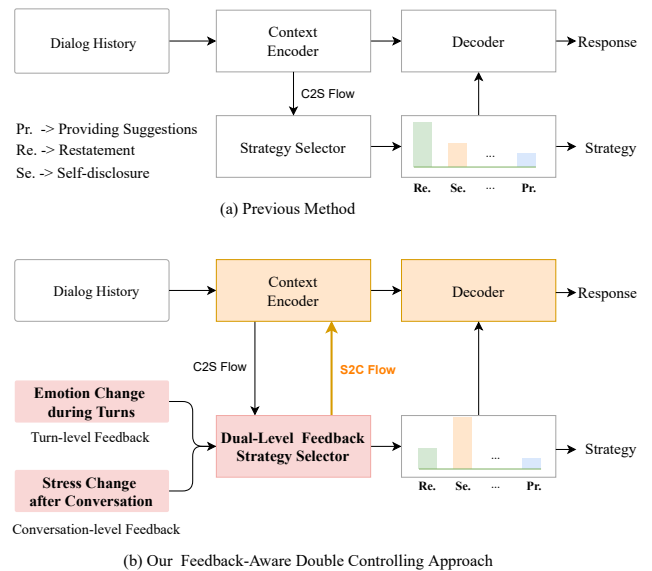 Dialog History
Context
Encoder
Decoder
Response
C2S Flow
Pr. -> Providing Suggestions
Re. -> Restatement
Se. -> Self-disclosure
Strategy Selector
...
Strategy
Re. Se. ... Pr.
(a) Previous Method
Dialog History
Context
Encoder
Decoder
Response
C2S Flow
S2C Flow
Emotion Change
during Turns
Turn-level Feedback
Dual-Level Feedback
Strategy Selector
...
Strategy
Stress Change
after Conversation
Re. Se. ... Pr.
Conversation-level Feedback
(b) Our Feedback-Aware Double Controlling Approach